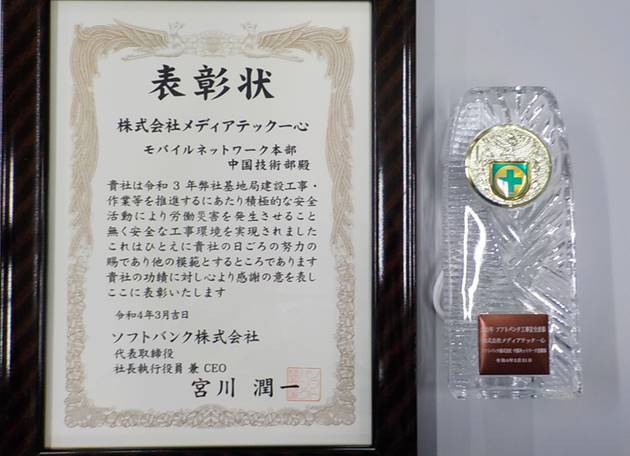 表彰状
株式会社メディアテック一心
モバイルネットワーク本部
中国技術部殿
貴社は令和3年弊社基地局建設工事・
作業等を推進するにあたり積極的な安全
活動により労働災害を発生させること
無く安全な工事環境を実現されました
これはひとえに貴社の日ごろの努力の
賜であり他の模範とするところであります
貴社の功績に対し心より感謝の意を表し
ここに表彰いたします
令和4年3月吉日
ソフトバンク株式会社
代表取締役
社長執行役員 兼 CEO
宮川 潤一
株式会社メディアテック一心